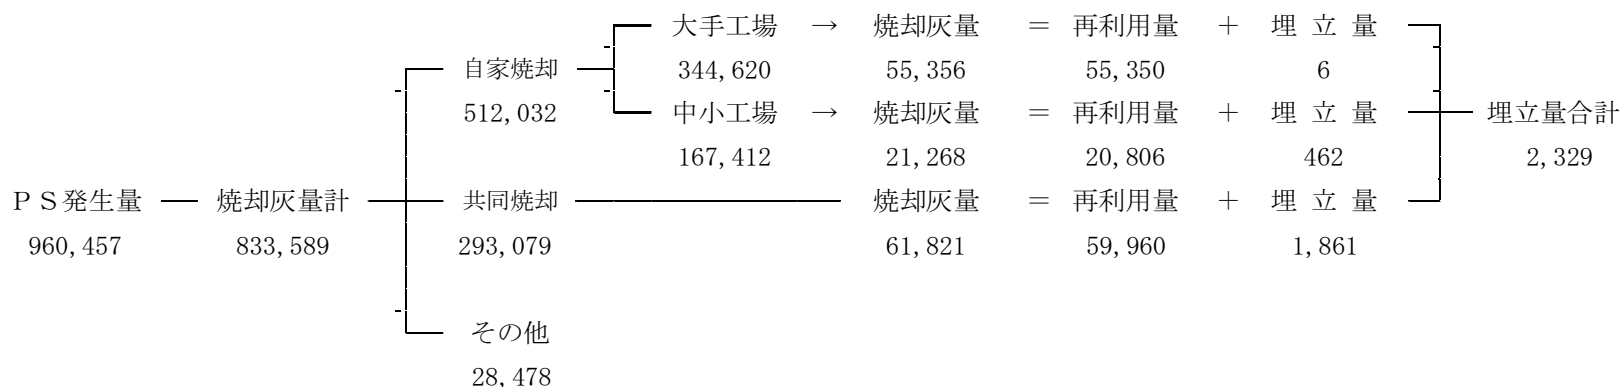 大手工場 → 焼却灰量 ＝ 再利用量 ＋ 埋 立 量
自家焼却 344,620 55,356 55,350 6
512,032 中小工場 → 焼却灰量 ＝ 再利用量 ＋ 埋 立 量 埋立量合計
167,412 21,268 20,806 462 2,329
ＰＳ発生量 焼却灰量計 共同焼却 焼却灰量 ＝ 再利用量 ＋ 埋 立 量
960,457 833,589 293,079 61,821 59,960 1,861
その他
28,478